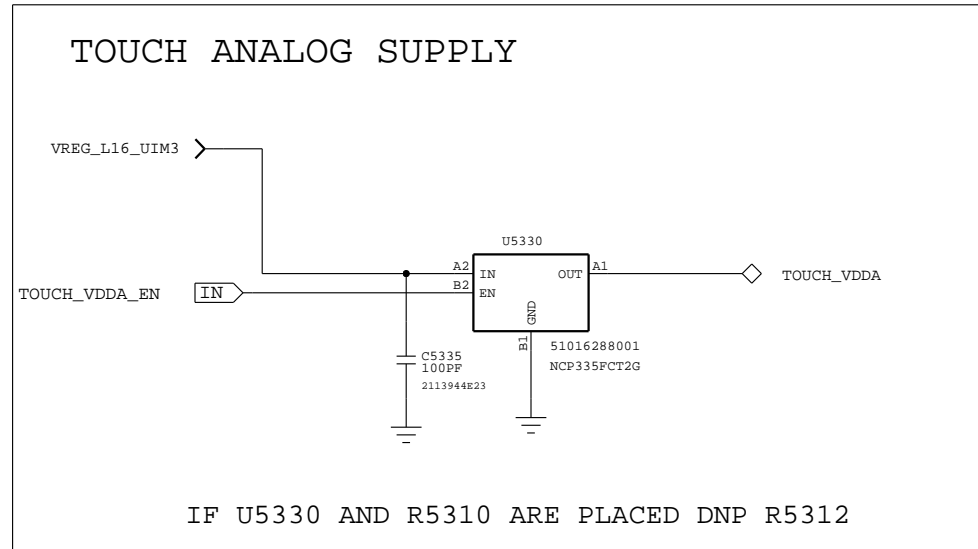 TOUCH ANALOG SUPPLY
VREG_L16_UIM3
U5330
A2
IN
OUT
A1
TOUCH_VDDA
TOUCH_VDDA_EN
IN
B2
EN
GND
B1
51016288001
NCP335FCT2G
C5335
100PF
2113944E23
IF U5330 AND R5310 ARE PLACED DNP R5312